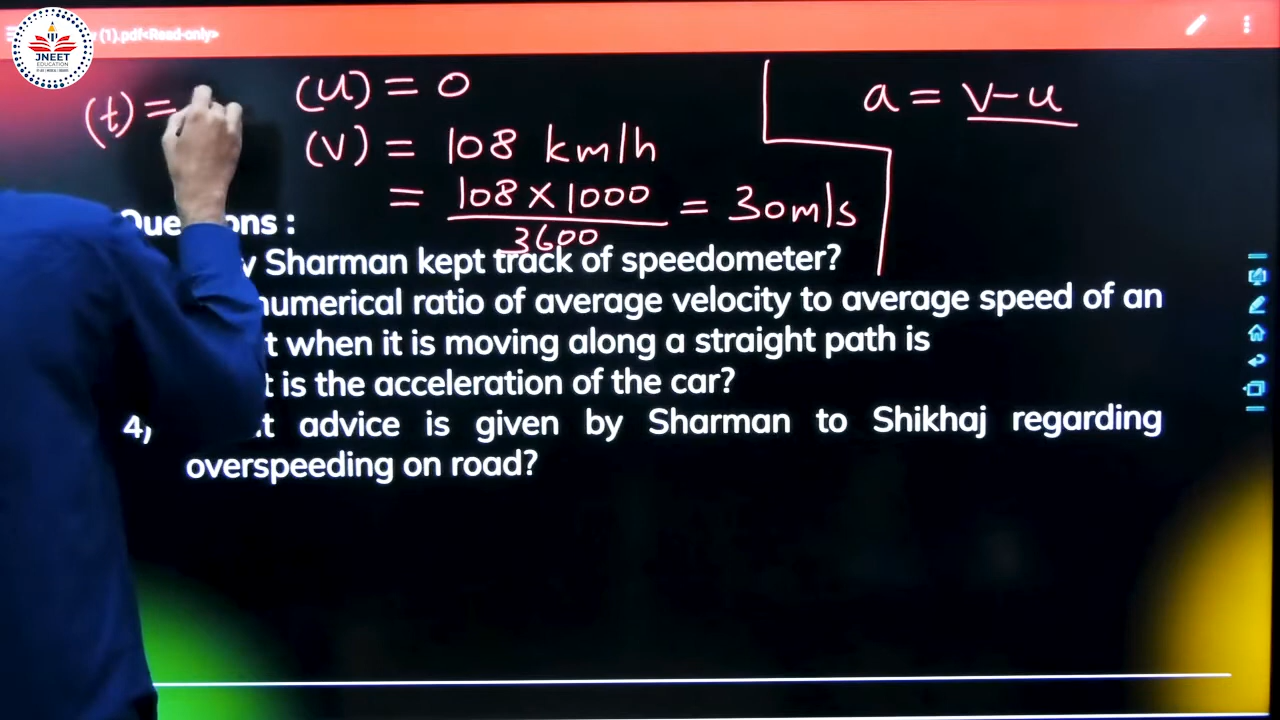 (1).pdf<Read-only>
JNEET
EDUCATION
(t) =
(u) = 0
(v) = 108 km/h
= 108 × 1000 / 3600 = 30 m/s
a = v-u
ons :
Sharman kept track of speedometer?
numerical ratio of average velocity to average speed of an
t when it is moving along a straight path is
t is the acceleration of the car?
4) t advice is given by Sharman to Shikhaj regarding
overspeeding on road?